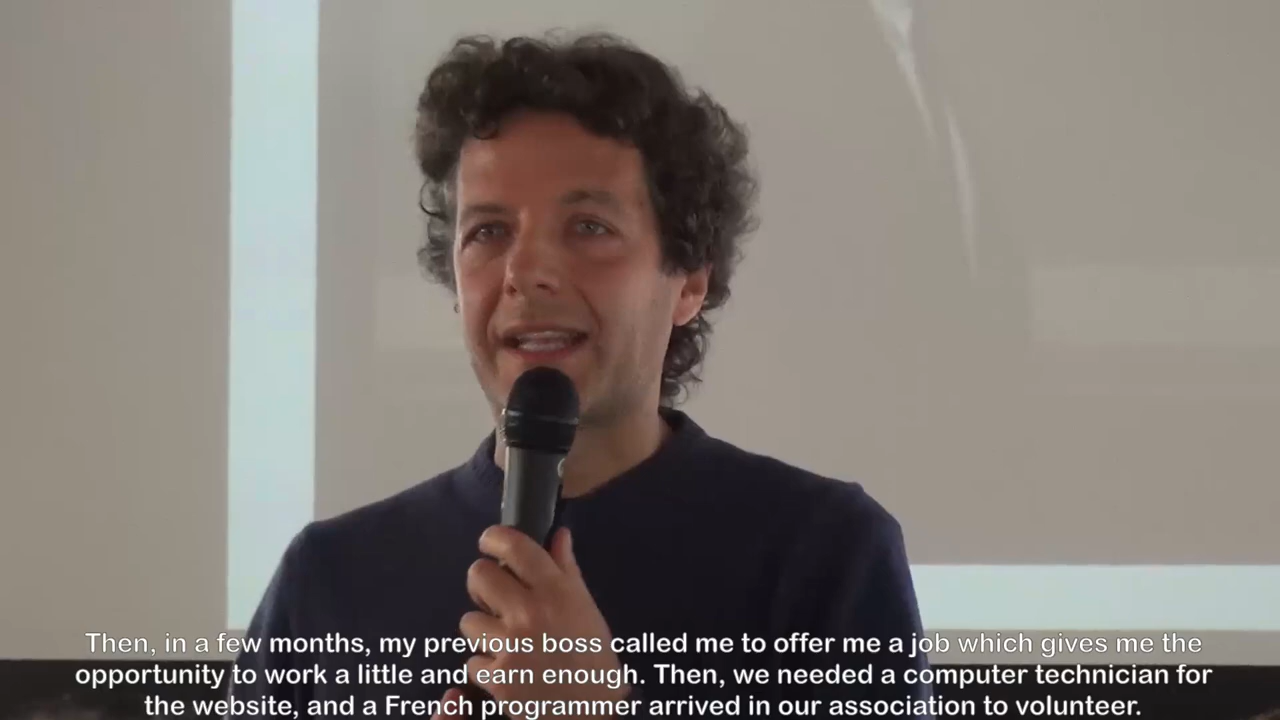 Then, in a few months, my previous boss called me to offer me a job which gives me the
opportunity to work a little and earn enough. Then, we needed a computer technician for
the website, and a French programmer arrived in our association to volunteer.